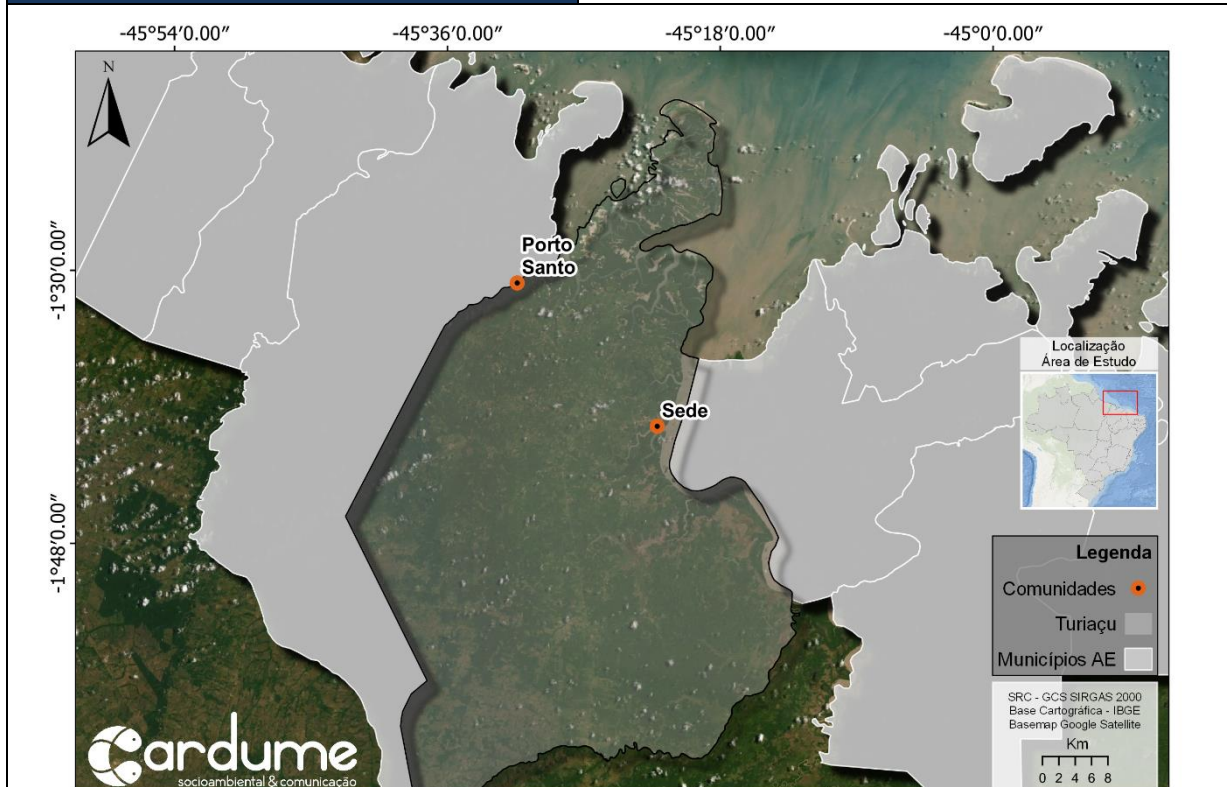 -45°54′0.00″ -45°36′0.00″ -45°18′0.00″ -45°0′0.00″
N
-1°30′0.00″
-1°48′0.00″
Porto
Santo
Sede
Localização
Área de Estudo
Legenda
Comunidades
Turiaçu
Municípios AE
SRC - GCS SIRGAS 2000
Base Cartográfica - IBGE
Basemap Google Satellite
Km
0 2 4 6 8
Cardume
socioambiental & comunicação